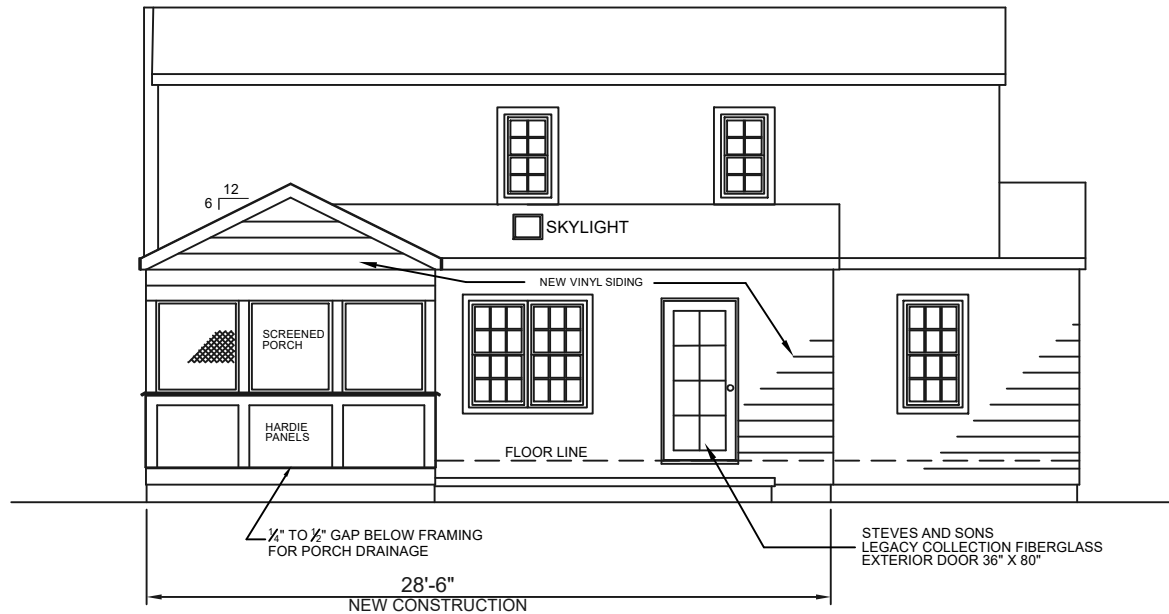 12
6
SKYLIGHT
NEW VINYL SIDING
SCREENED
PORCH
HARDIE
PANELS
FLOOR LINE
¼" TO ½" GAP BELOW FRAMING
FOR PORCH DRAINAGE
STEVES AND SONS
LEGACY COLLECTION FIBERGLASS
EXTERIOR DOOR 36" X 80"
28'-6"
NEW CONSTRUCTION